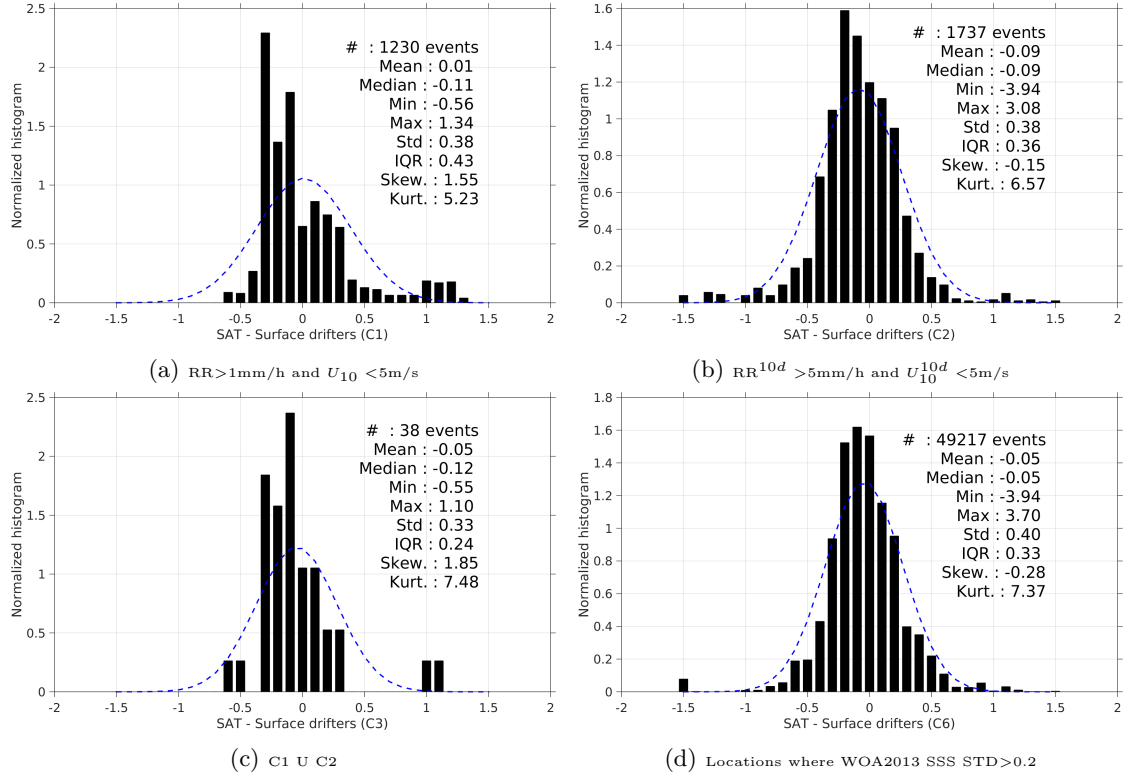 2.5
2
1.5
1
0.5
0
-2
-1.5
-1
-0.5
0
0.5
1
1.5
2
Normalized histogram
SAT - Surface drifters (C1)
# : 1230 events
Mean : 0.01
Median : -0.11
Min : -0.56
Max : 1.34
Std : 0.38
IQR : 0.43
Skew. : 1.55
Kurt. : 5.23
(a) RR>1mm/h and U10 <5m/s
1.6
1.4
1.2
1
0.8
0.6
0.4
0.2
0
-2
-1.5
-1
-0.5
0
0.5
1
1.5
2
Normalized histogram
SAT - Surface drifters (C2)
# : 1737 events
Mean : -0.09
Median : -0.09
Min : -3.94
Max : 3.08
Std : 0.38
IQR : 0.36
Skew. : -0.15
Kurt. : 6.57
(b) RR^10d >5mm/h and U10^10d <5m/s
2.5
2
1.5
1
0.5
0
-2
-1.5
-1
-0.5
0
0.5
1
1.5
2
Normalized histogram
SAT - Surface drifters (C3)
# : 38 events
Mean : -0.05
Median : -0.12
Min : -0.55
Max : 1.10
Std : 0.33
IQR : 0.24
Skew. : 1.85
Kurt. : 7.48
(c) C1 U C2
1.8
1.6
1.4
1.2
1
0.8
0.6
0.4
0.2
0
-2
-1.5
-1
-0.5
0
0.5
1
1.5
2
Normalized histogram
SAT - Surface drifters (C6)
# : 49217 events
Mean : -0.05
Median : -0.05
Min : -3.94
Max : 3.70
Std : 0.40
IQR : 0.33
Skew. : -0.28
Kurt. : 7.37
(d) Locations where WOA2013 SSS STD>0.2